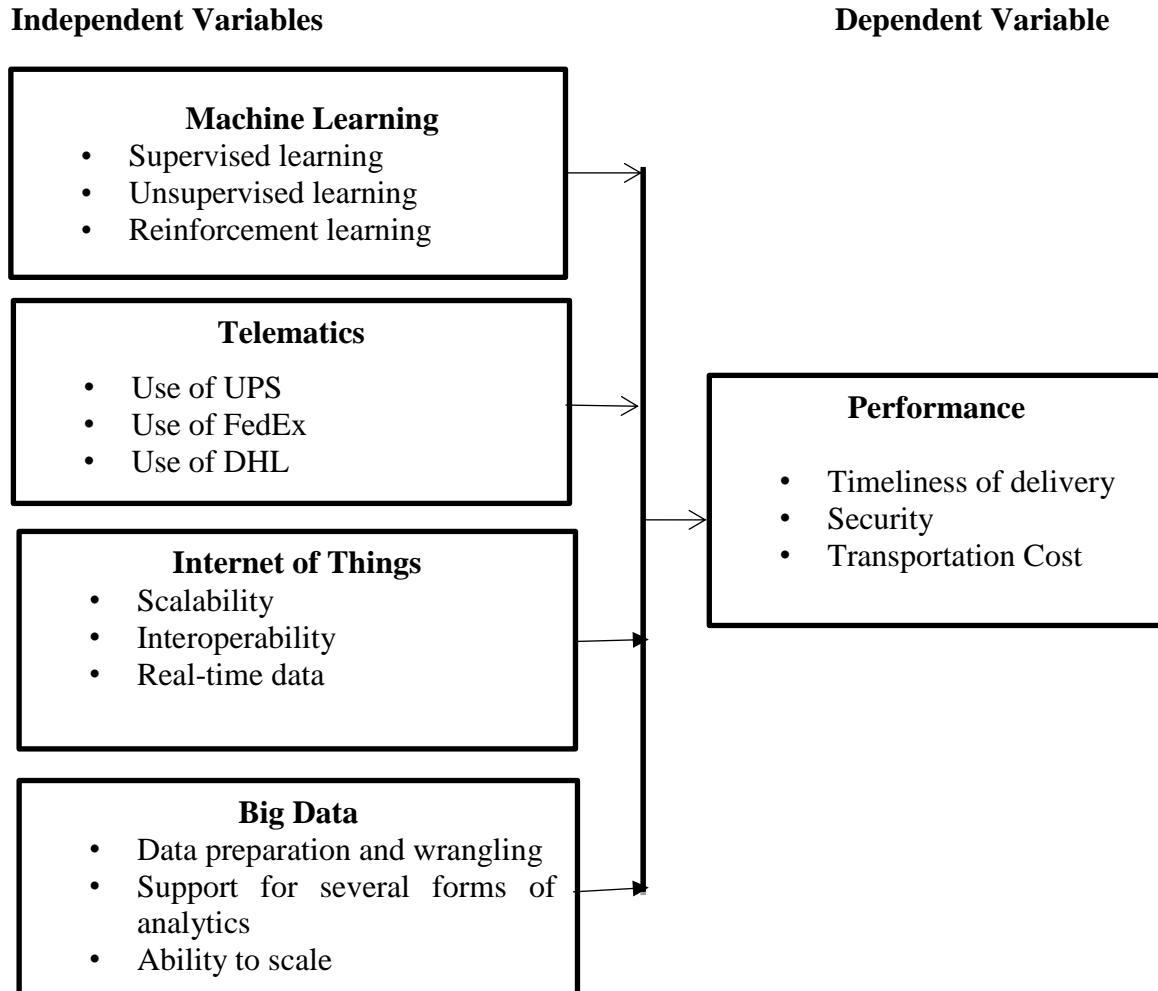 Independent Variables
Dependent Variable
Machine Learning
• Supervised learning
• Unsupervised learning
• Reinforcement learning
Telematics
• Use of UPS
• Use of FedEx
• Use of DHL
Internet of Things
• Scalability
• Interoperability
• Real-time data
Big Data
• Data preparation and wrangling
• Support for several forms of
analytics
• Ability to scale
Performance
• Timeliness of delivery
• Security
• Transportation Cost